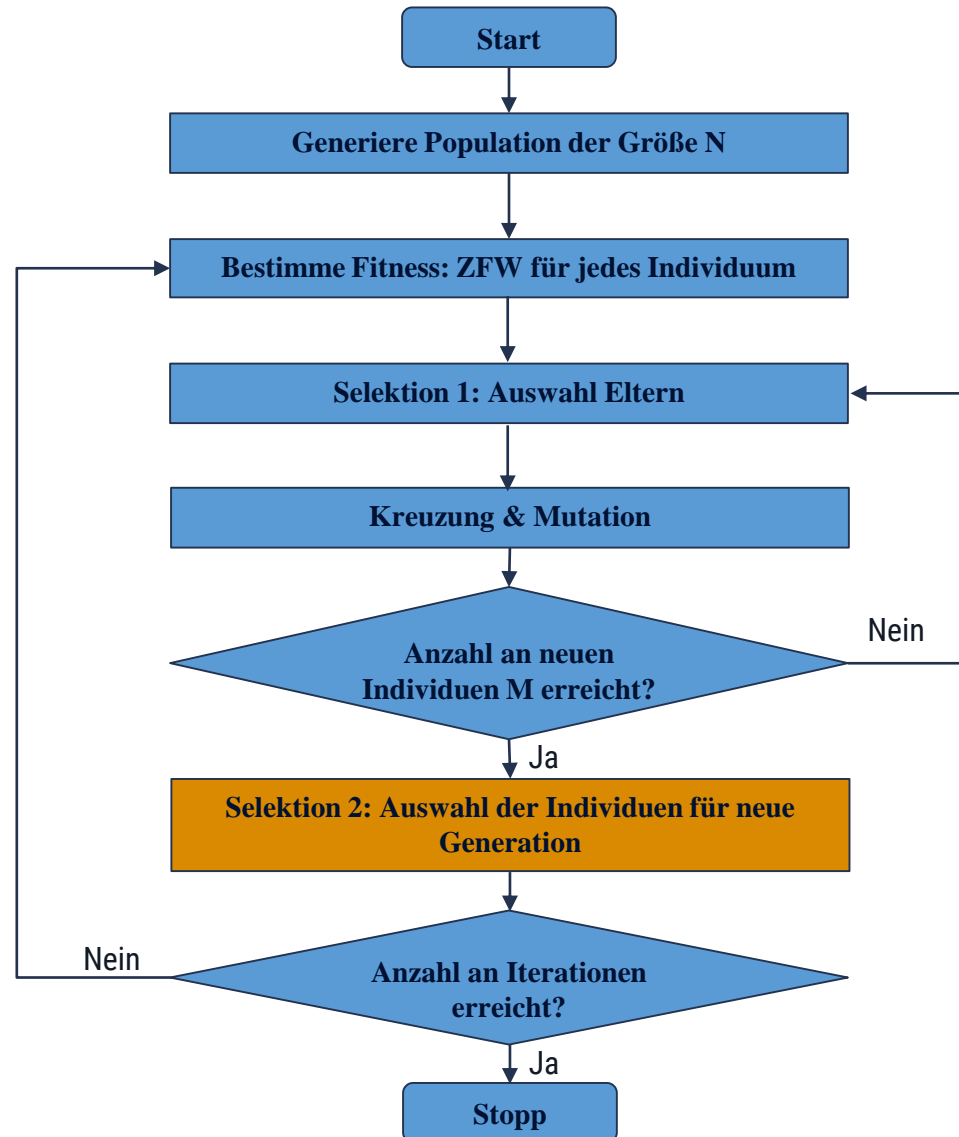 Start
Generiere Population der Größe N
Bestimme Fitness: ZFW für jedes Individuum
Selektion 1: Auswahl Eltern
Kreuzung & Mutation
Anzahl an neuen
Individuen M erreicht?
Nein
Ja
Selektion 2: Auswahl der Individuen für neue
Generation
Nein
Anzahl an Iterationen
erreicht?
Ja
Stopp